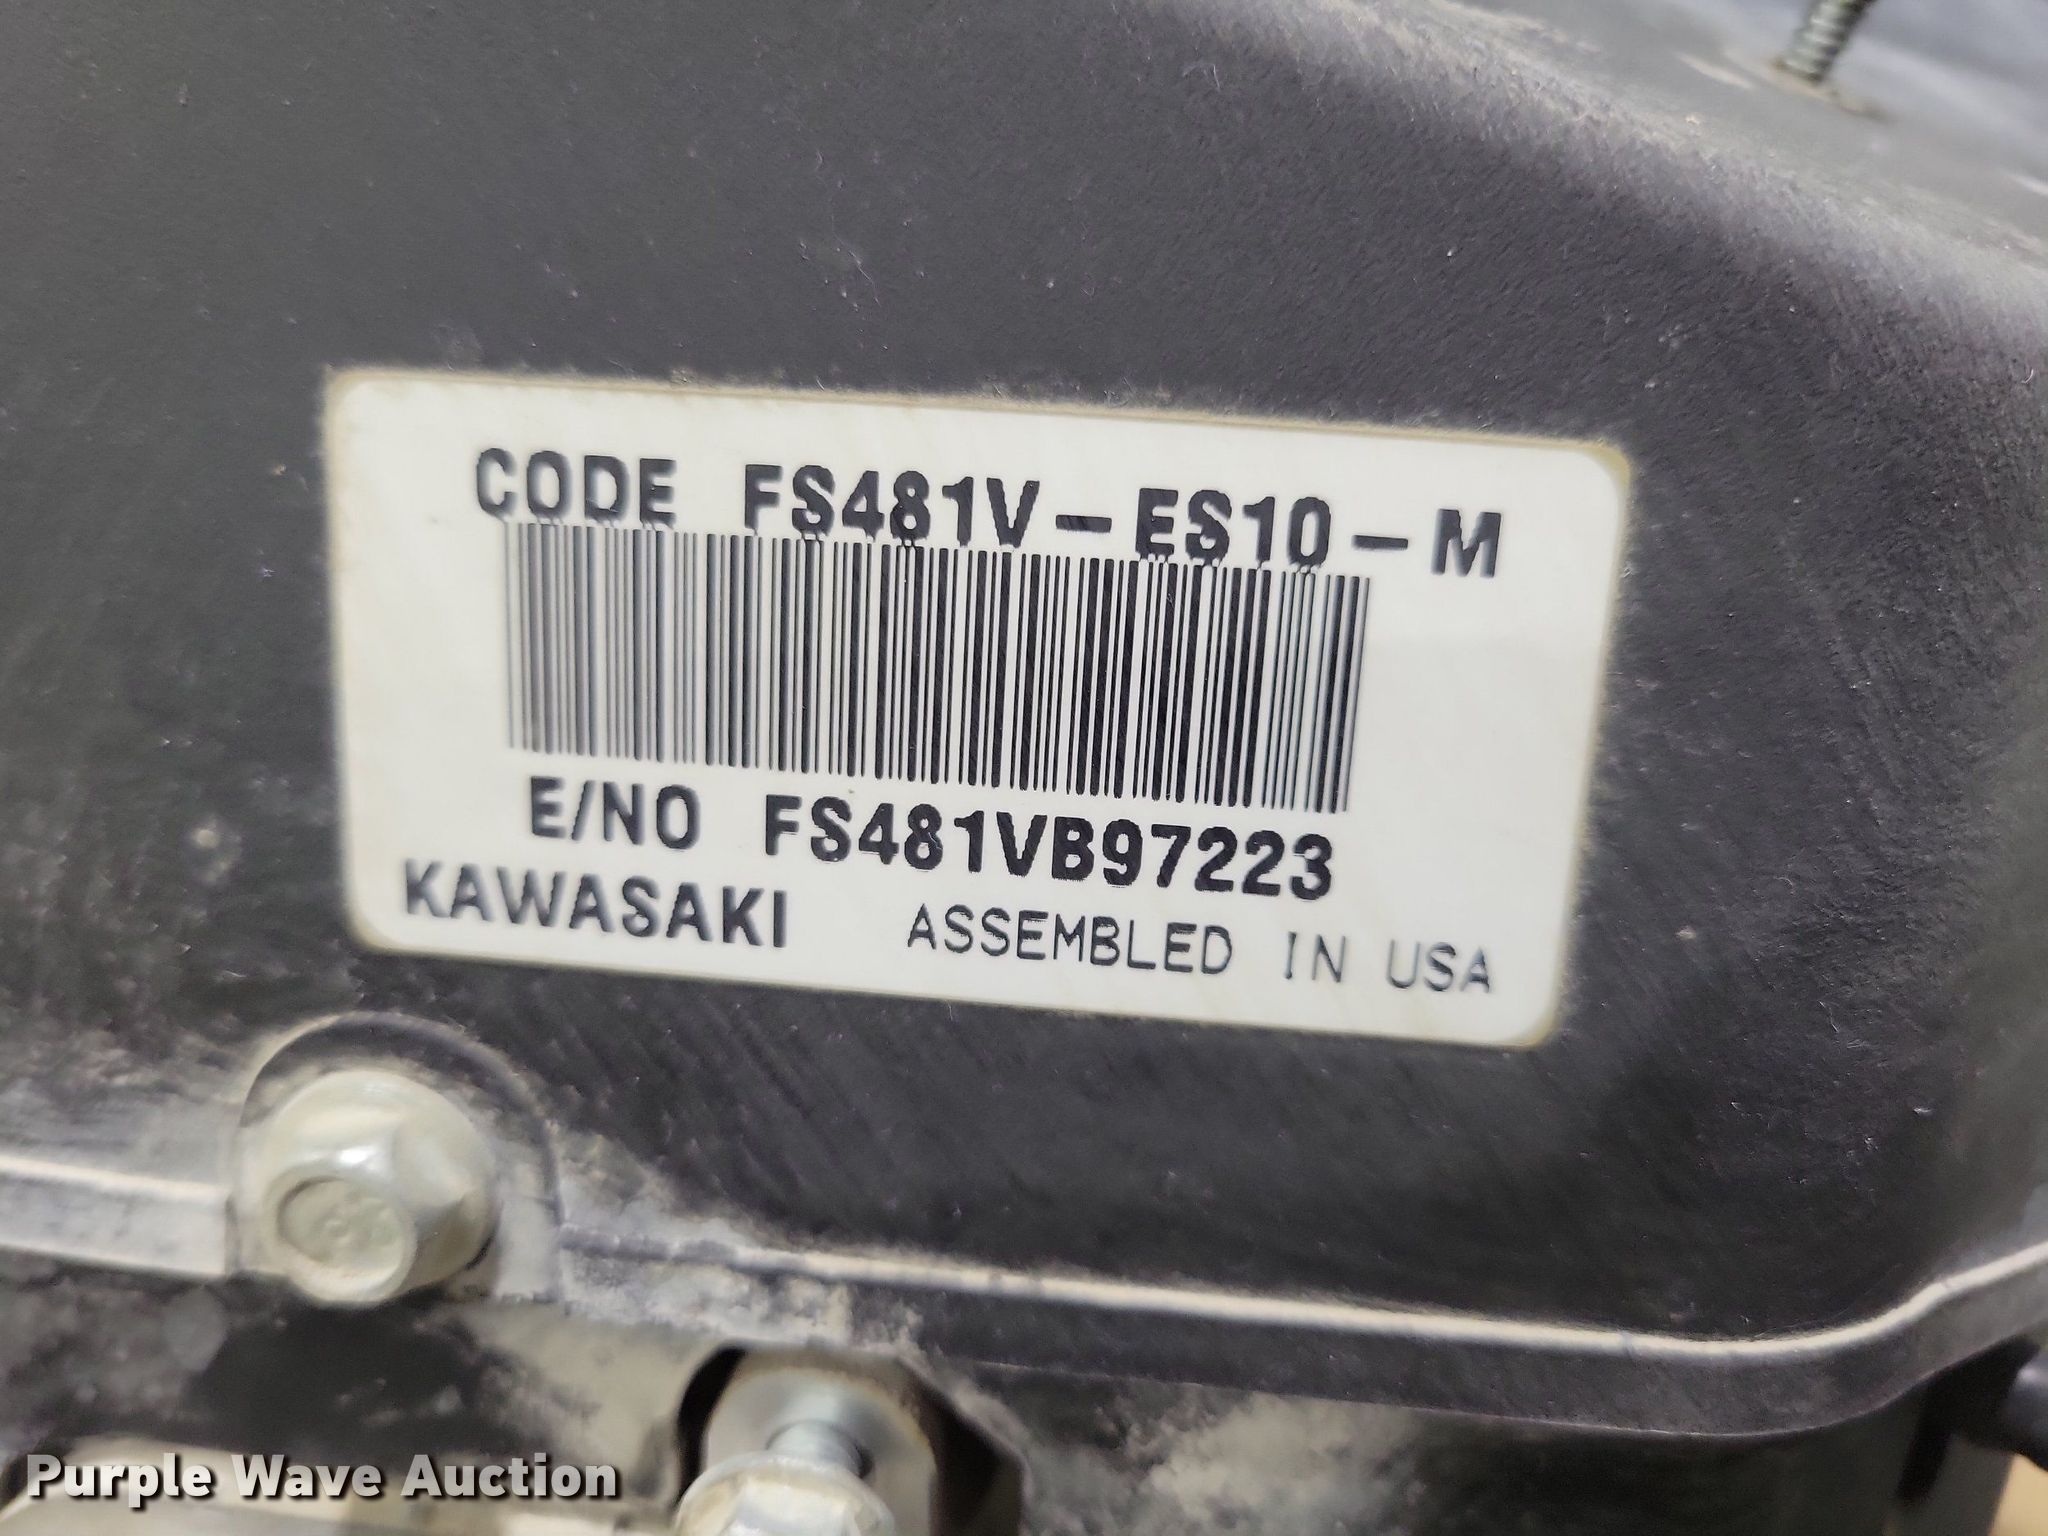 CODE FS481V-ES10-M
E/NO FS481VB97223
KAWASAKI ASSEMBLED IN USA
Purple Wave Auction